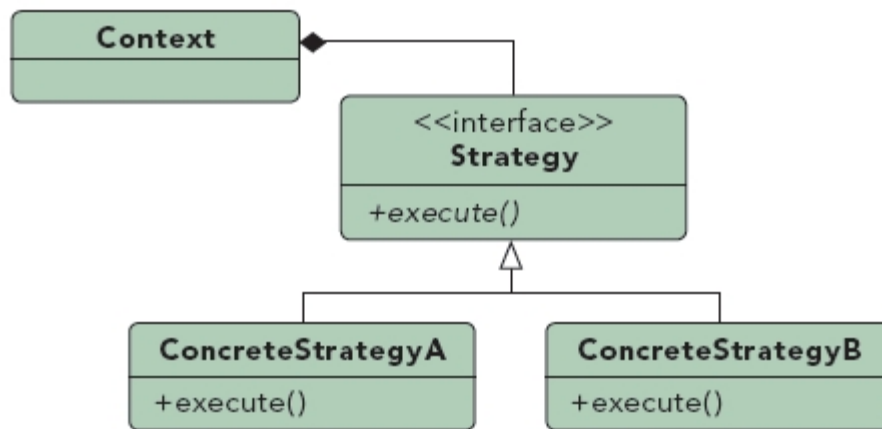 Context
<<interface>>
Strategy
+execute()
ConcreteStrategyA
+execute()
ConcreteStrategyB
+execute()